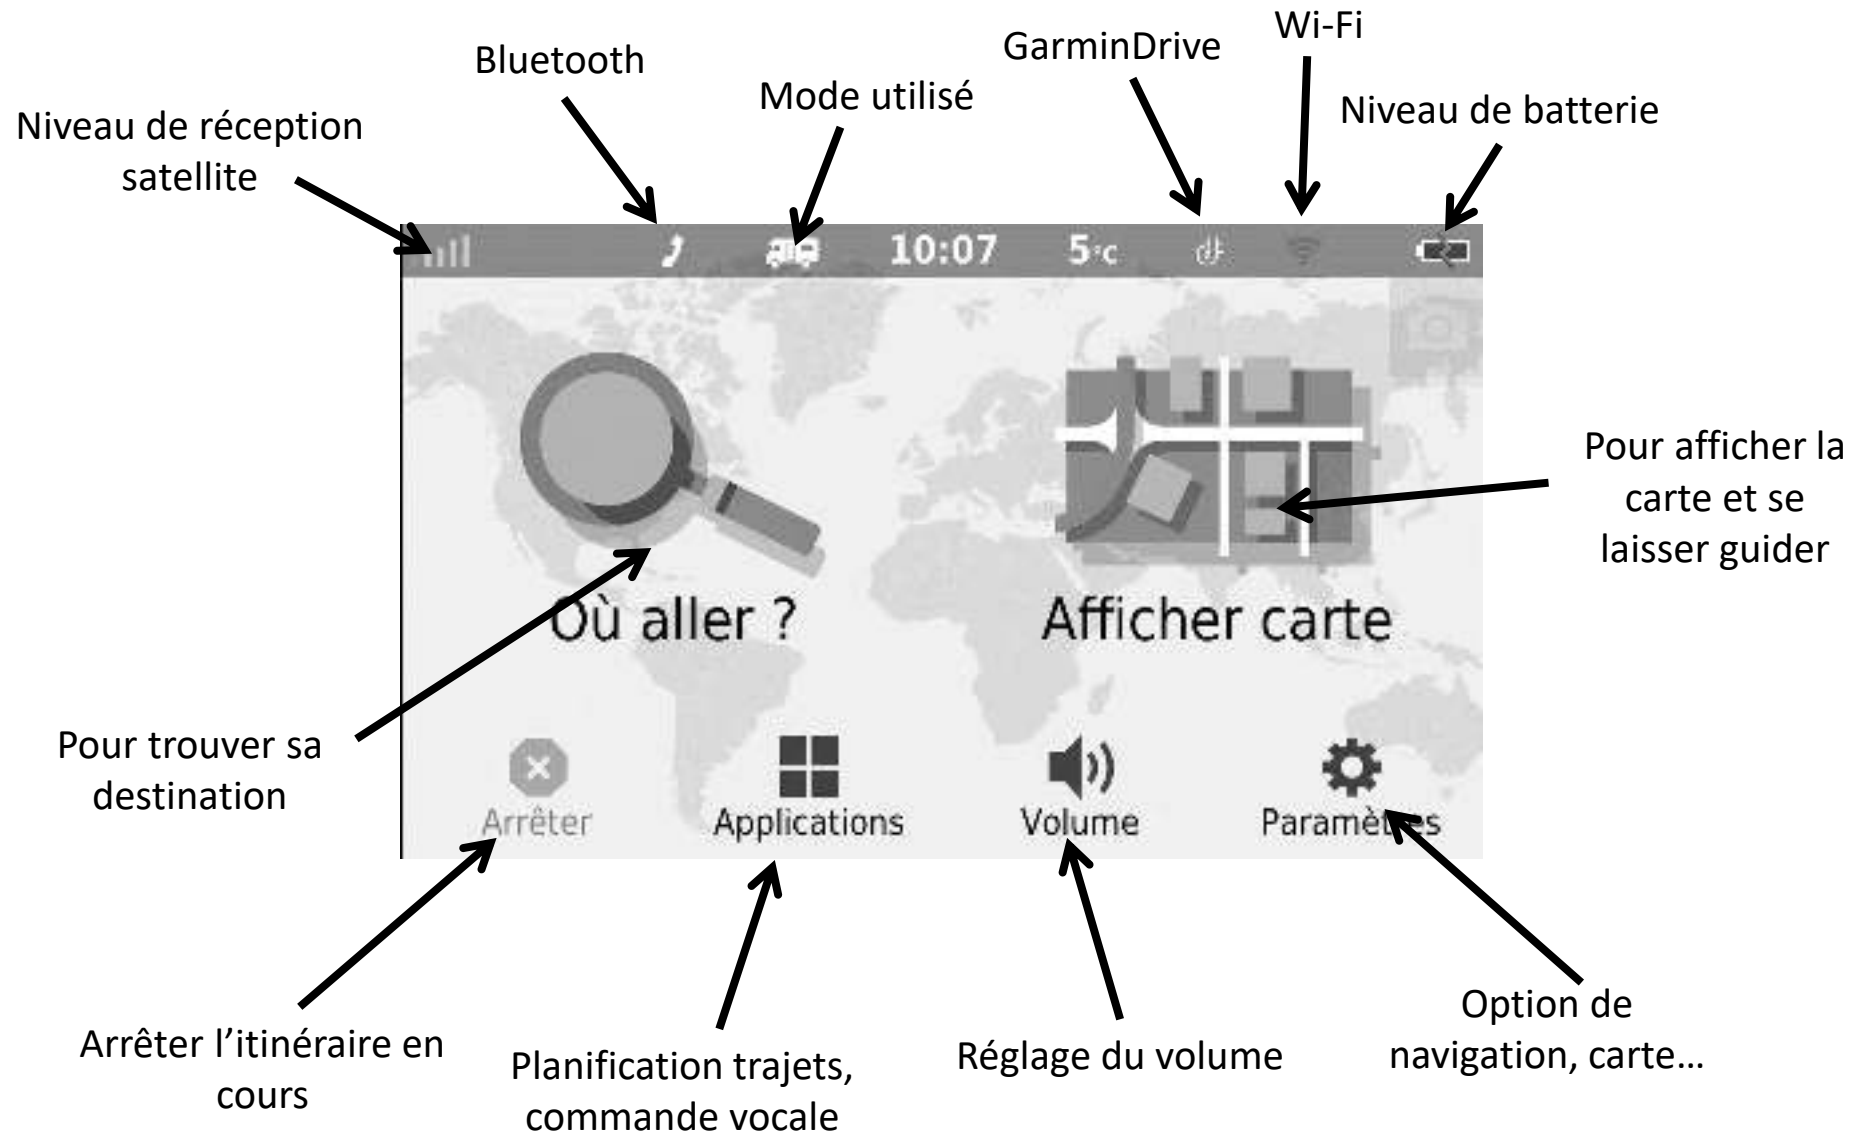 Wi-Fi
Bluetooth
GarminDrive
Mode utilisé
Niveau de batterie
Niveau de réception
satellite
10:07
5°C
Pour afficher la
carte et se
laisser guider
Où aller ?
Afficher carte
Pour trouver sa
destination
Arrêter
Applications
Volume
Paramètres
Arrêter l’itinéraire en
cours
Planification trajets,
commande vocale
Réglage du volume
Option de
navigation, carte…